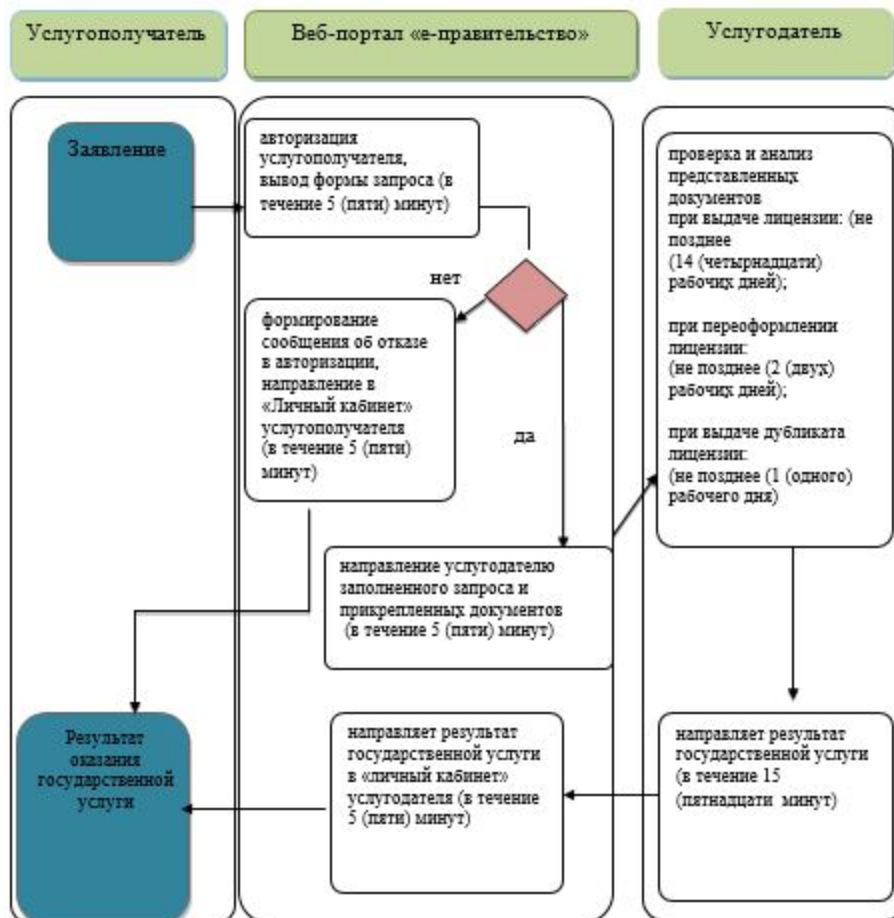 Услугополучатель
Веб-портал «е-правительство»
Услугодатель
Заявление
авторизация
услугополучателя,
вывод формы запроса (в
течение 5 (пяти) минут)
нет
формирование
сообщения об отказе
в авторизации,
направление в
«Личный кабинет»
услугополучателя
(в течение 5 (пяти)
минут)
да
направление услугодателю
заполненного запроса и
прикрепленных документов
(в течение 5 (пяти) минут)
проверка и анализ
представленных
документов
при выдаче лицензии: (не
позднее
(14 (четырнадцати)
рабочих дней);
при переоформлении
лицензии:
(не позднее (2 (двух)
рабочих дней);
при выдаче дубликата
лицензии:
(не позднее (1 (одного)
рабочего дня)
направляет результат
государственной услуги
(в течение 15
(пятнадцати минут)
направляет результат
государственной услуги
в «личный кабинет»
услугодателя (в течение
5 (пяти) минут)
Результат
оказания
государственной
услуги